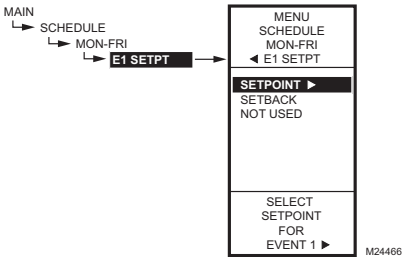 MAIN
SCHEDULE
MON-FRI
E1 SETPT
MENU
SCHEDULE
MON-FRI
◄ E1 SETPT
SETPOINT ►
SETBACK
NOT USED
SELECT
SETPOINT
FOR
EVENT 1 ►
M24466